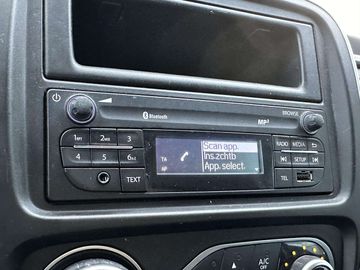 Bluetooth
MP3
BROWSE
1 2 3
4 5 6
TEXT
TA
AF
Scan app.
Ins.zchtb
App. select.
RADIO MEDIA
SETUP
TEL
A/C
OFF